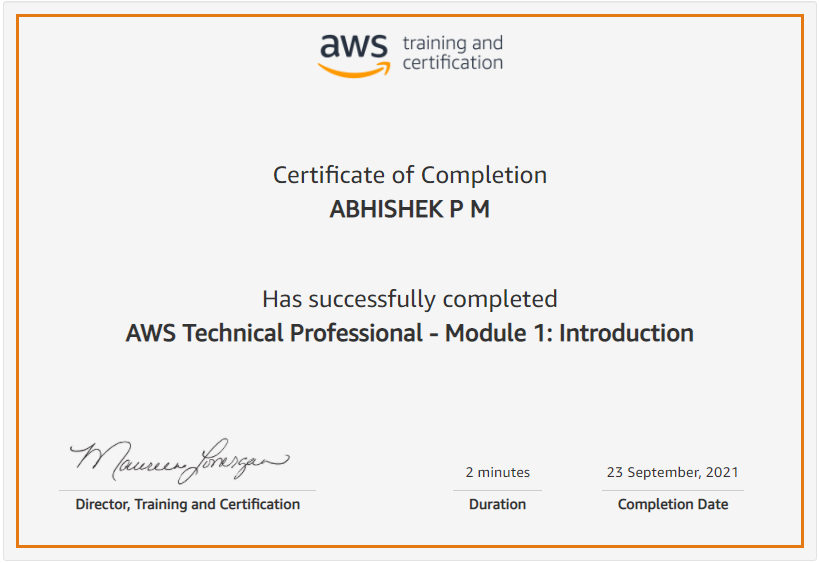 aws training and
certification
Certificate of Completion
ABHISHEK P M
Has successfully completed
AWS Technical Professional - Module 1: Introduction
Maureen Lonergan
2 minutes
23 September, 2021
Director, Training and Certification
Duration
Completion Date